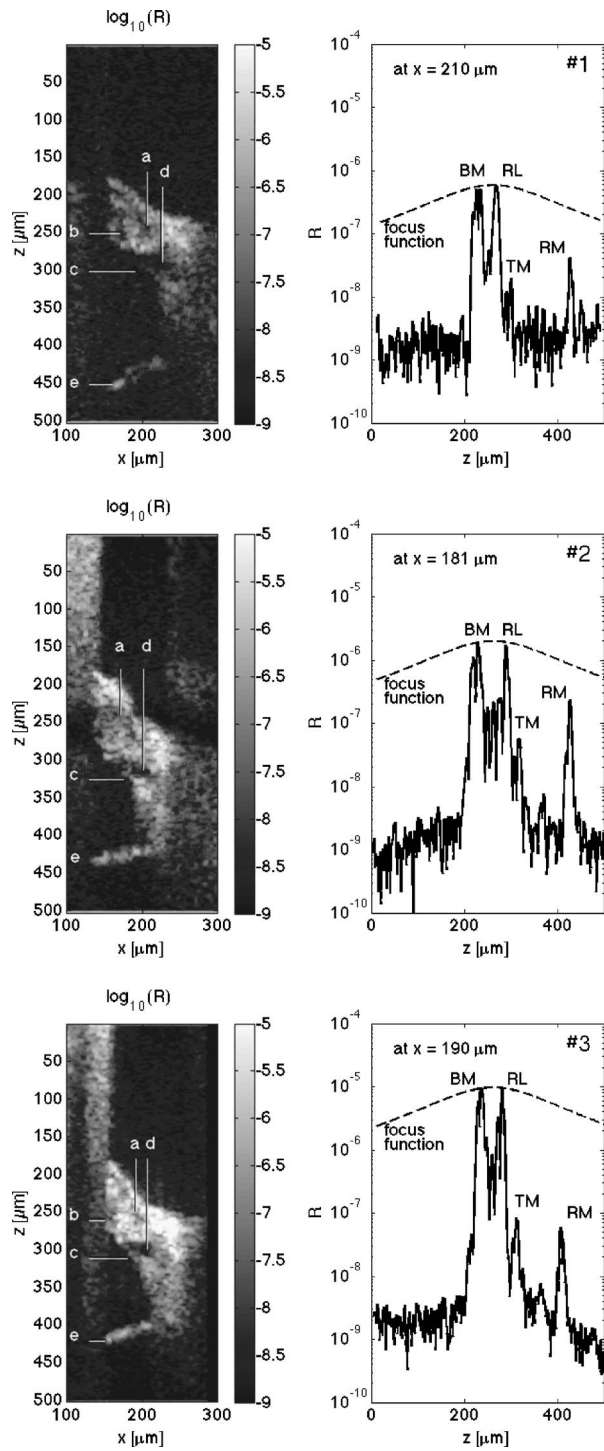 log10(R)
-5
-5.5
-6
-6.5
-7
-7.5
-8
-8.5
-9
50
100
150
200
250
300
350
400
450
500
z [μm]
a
d
b
c
e
100
200
300
x [μm]
10-4
10-5
10-6
10-7
10-8
10-9
10-10
R
at x = 210 μm
#1
BM
RL
focus
function
TM
RM
0
200
400
z [μm]
log10(R)
-5
-5.5
-6
-6.5
-7
-7.5
-8
-8.5
-9
50
100
150
200
250
300
350
400
450
500
z [μm]
a
d
c
e
100
200
300
x [μm]
10-4
10-5
10-6
10-7
10-8
10-9
10-10
R
at x = 181 μm
#2
BM
RL
focus
function
TM
RM
0
200
400
z [μm]
log10(R)
-5
-5.5
-6
-6.5
-7
-7.5
-8
-8.5
-9
50
100
150
200
250
300
350
400
450
500
z [μm]
a
d
b
c
e
100
200
300
x [μm]
10-4
10-5
10-6
10-7
10-8
10-9
10-10
R
at x = 190 μm
#3
BM
RL
focus
function
TM
RM
0
200
400
z [μm]